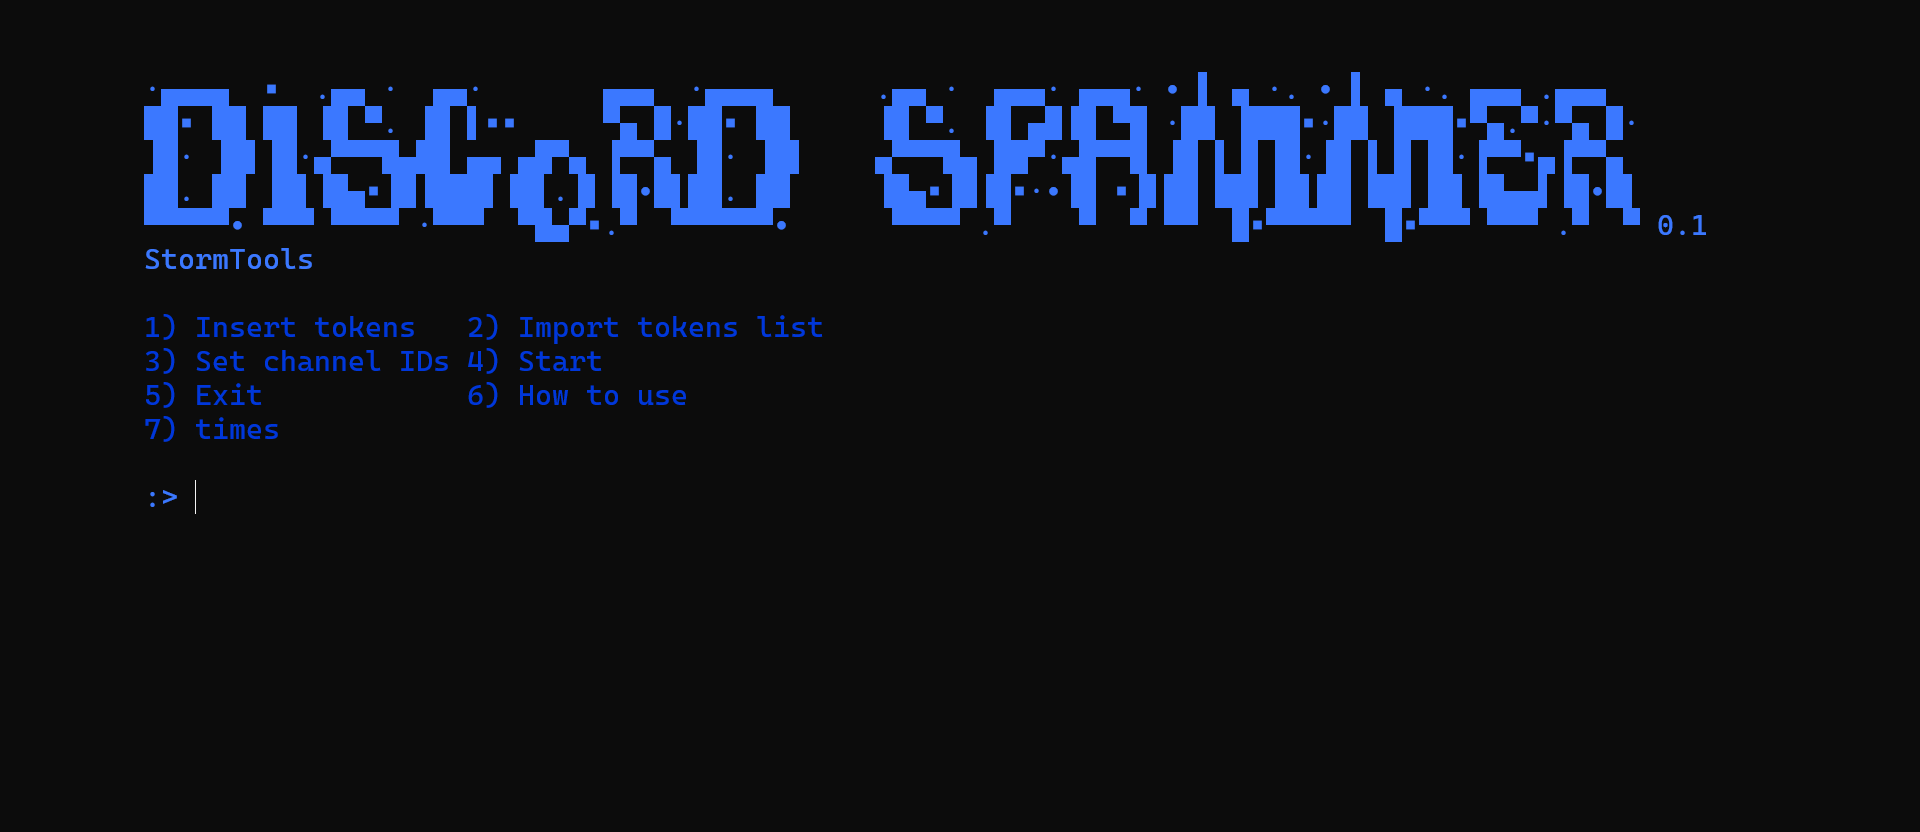 DiSCoRD SPAMMER 0.1
StormTools
1) Insert tokens 2) Import tokens list
3) Set channel IDs 4) Start
5) Exit 6) How to use
7) times
:>